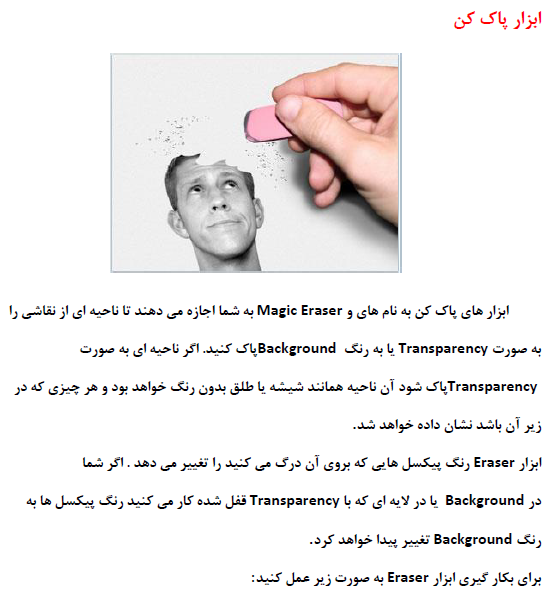 ابزار پاک کن
ابزار های پاک کن به نام های و Magic Eraser به شما اجازه می دهند تا ناحیه ای از نقاشی را
به صورت Transparency یا به رنگ Backgroundپاک کنید. اگر ناحیه ای به صورت
Transparencyپاک شود آن ناحیه همانند شیشه یا طلق بدون رنگ خواهد بود و هر چیزی که در
زیر آن باشد نشان داده خواهد شد.
ابزار Eraser رنگ پیکسل هایی که بروی آن درگ می کنید را تغییر می دهد . اگر شما
در Background یا در لایه ای که با Transparency قفل شده کار می کنید رنگ پیکسل ها به
رنگ Background تغییر پیدا خواهد کرد.
برای بکار گیری ابزار Eraser به صورت زیر عمل کنید: